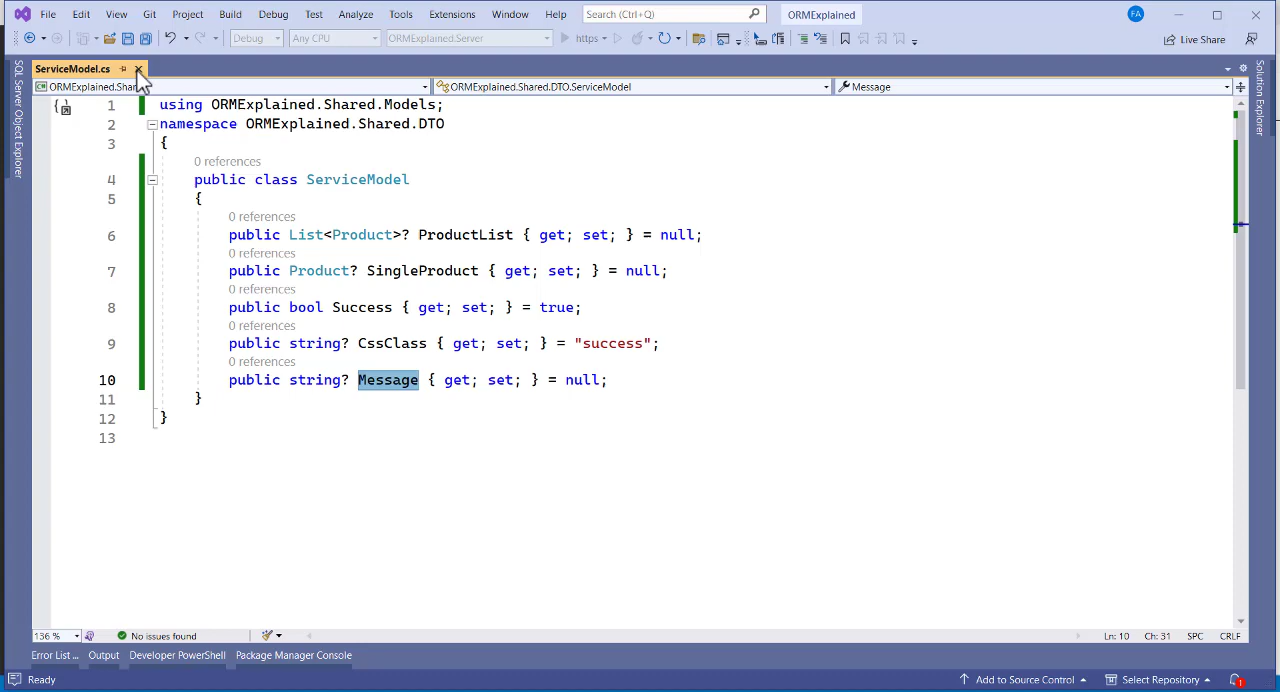 File Edit View Git Project Build Debug Test Analyze Tools Extensions Window Help Search (Ctrl+Q) ORMExplained FA
Debug Any CPU ORMExplained.Server https Live Share
SQL Server Object Explorer
ServiceModel.cs
Solution Explorer
ORMExplained.Shar ORMExplained.Shared.DTO.ServiceModel Message
1 using ORMExplained.Shared.Models;
2 namespace ORMExplained.Shared.DTO
3 {
0 references
4 public class ServiceModel
5 {
0 references
6 public List<Product>? ProductList { get; set; } = null;
0 references
7 public Product? SingleProduct { get; set; } = null;
0 references
8 public bool Success { get; set; } = true;
0 references
9 public string? CssClass { get; set; } = "success";
0 references
10 public string? Message { get; set; } = null;
11 }
12 }
13
136 % No issues found Ln: 10 Ch: 31 SPC CRLF
Error List ... Output Developer PowerShell Package Manager Console
Ready Add to Source Control Select Repository 1